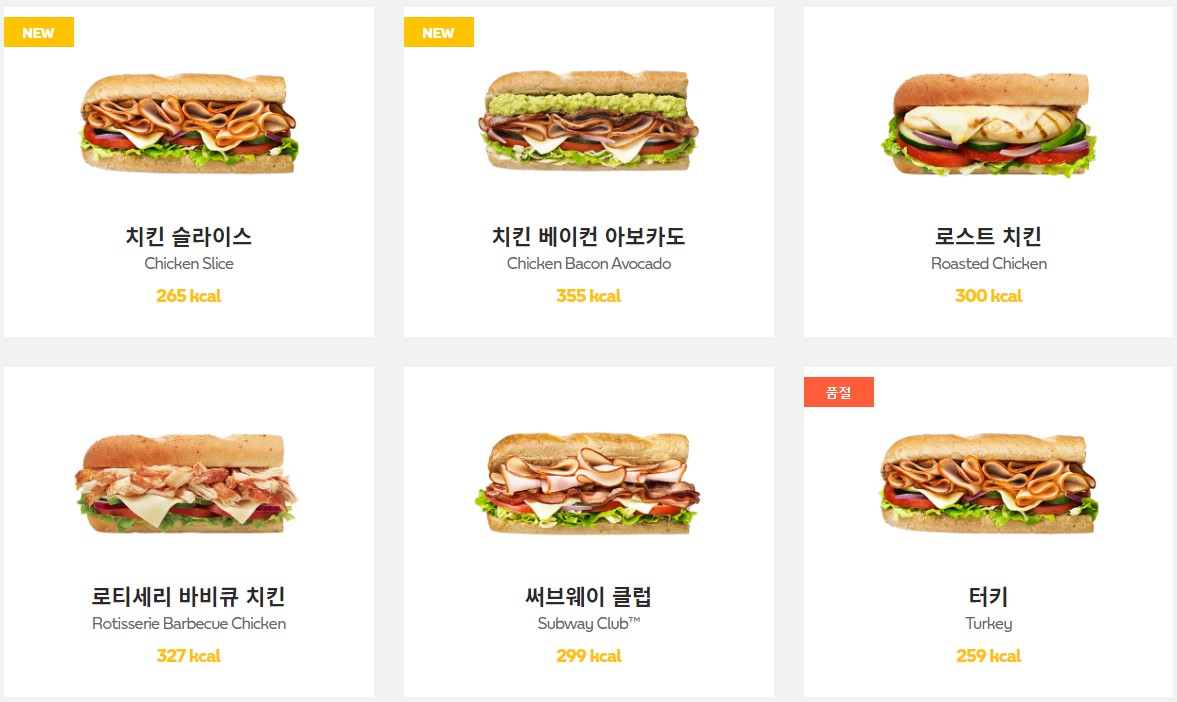 NEW
치킨 슬라이스
Chicken Slice
265 kcal
NEW
치킨 베이컨 아보카도
Chicken Bacon Avocado
355 kcal
로스트 치킨
Roasted Chicken
300 kcal
로티세리 바비큐 치킨
Rotisserie Barbecue Chicken
327 kcal
써브웨이 클럽
Subway Club™
299 kcal
품절
터키
Turkey
259 kcal